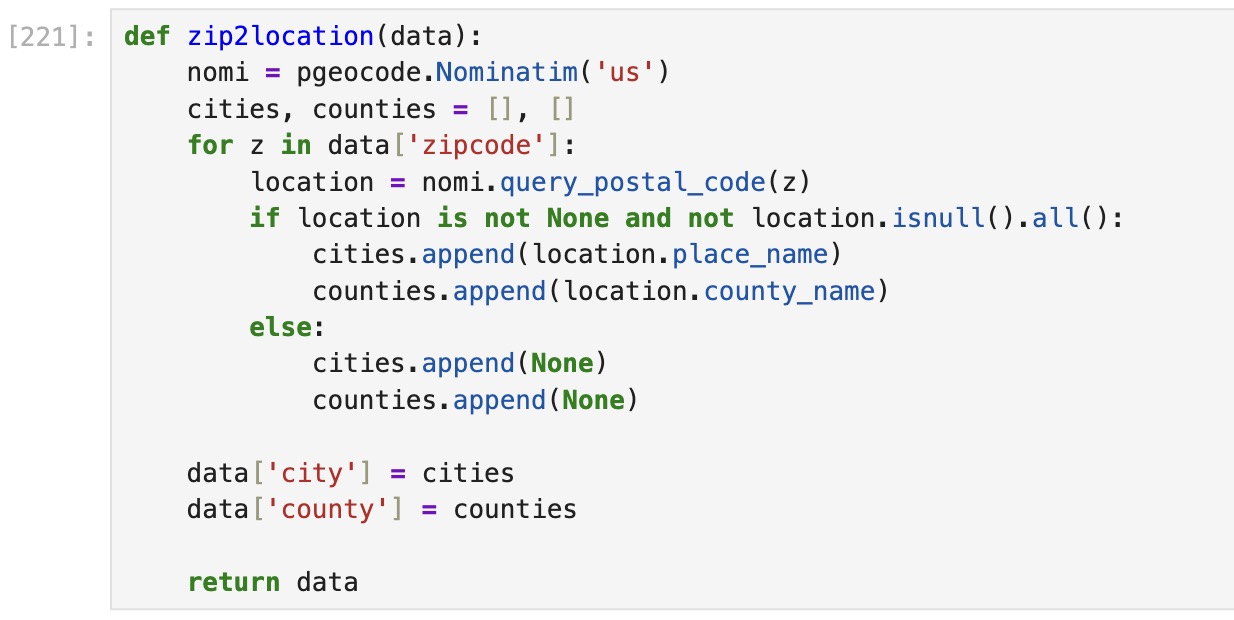 [221]: def zip2location(data):
    nomi = pgeocode.Nominatim('us')
    cities, counties = [], []
    for z in data['zipcode']:
        location = nomi.query_postal_code(z)
        if location is not None and not location.isnull().all():
            cities.append(location.place_name)
            counties.append(location.county_name)
        else:
            cities.append(None)
            counties.append(None)

    data['city'] = cities
    data['county'] = counties

    return data